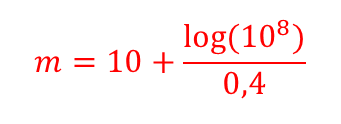 m = 10 + log(10⁸)/0,4